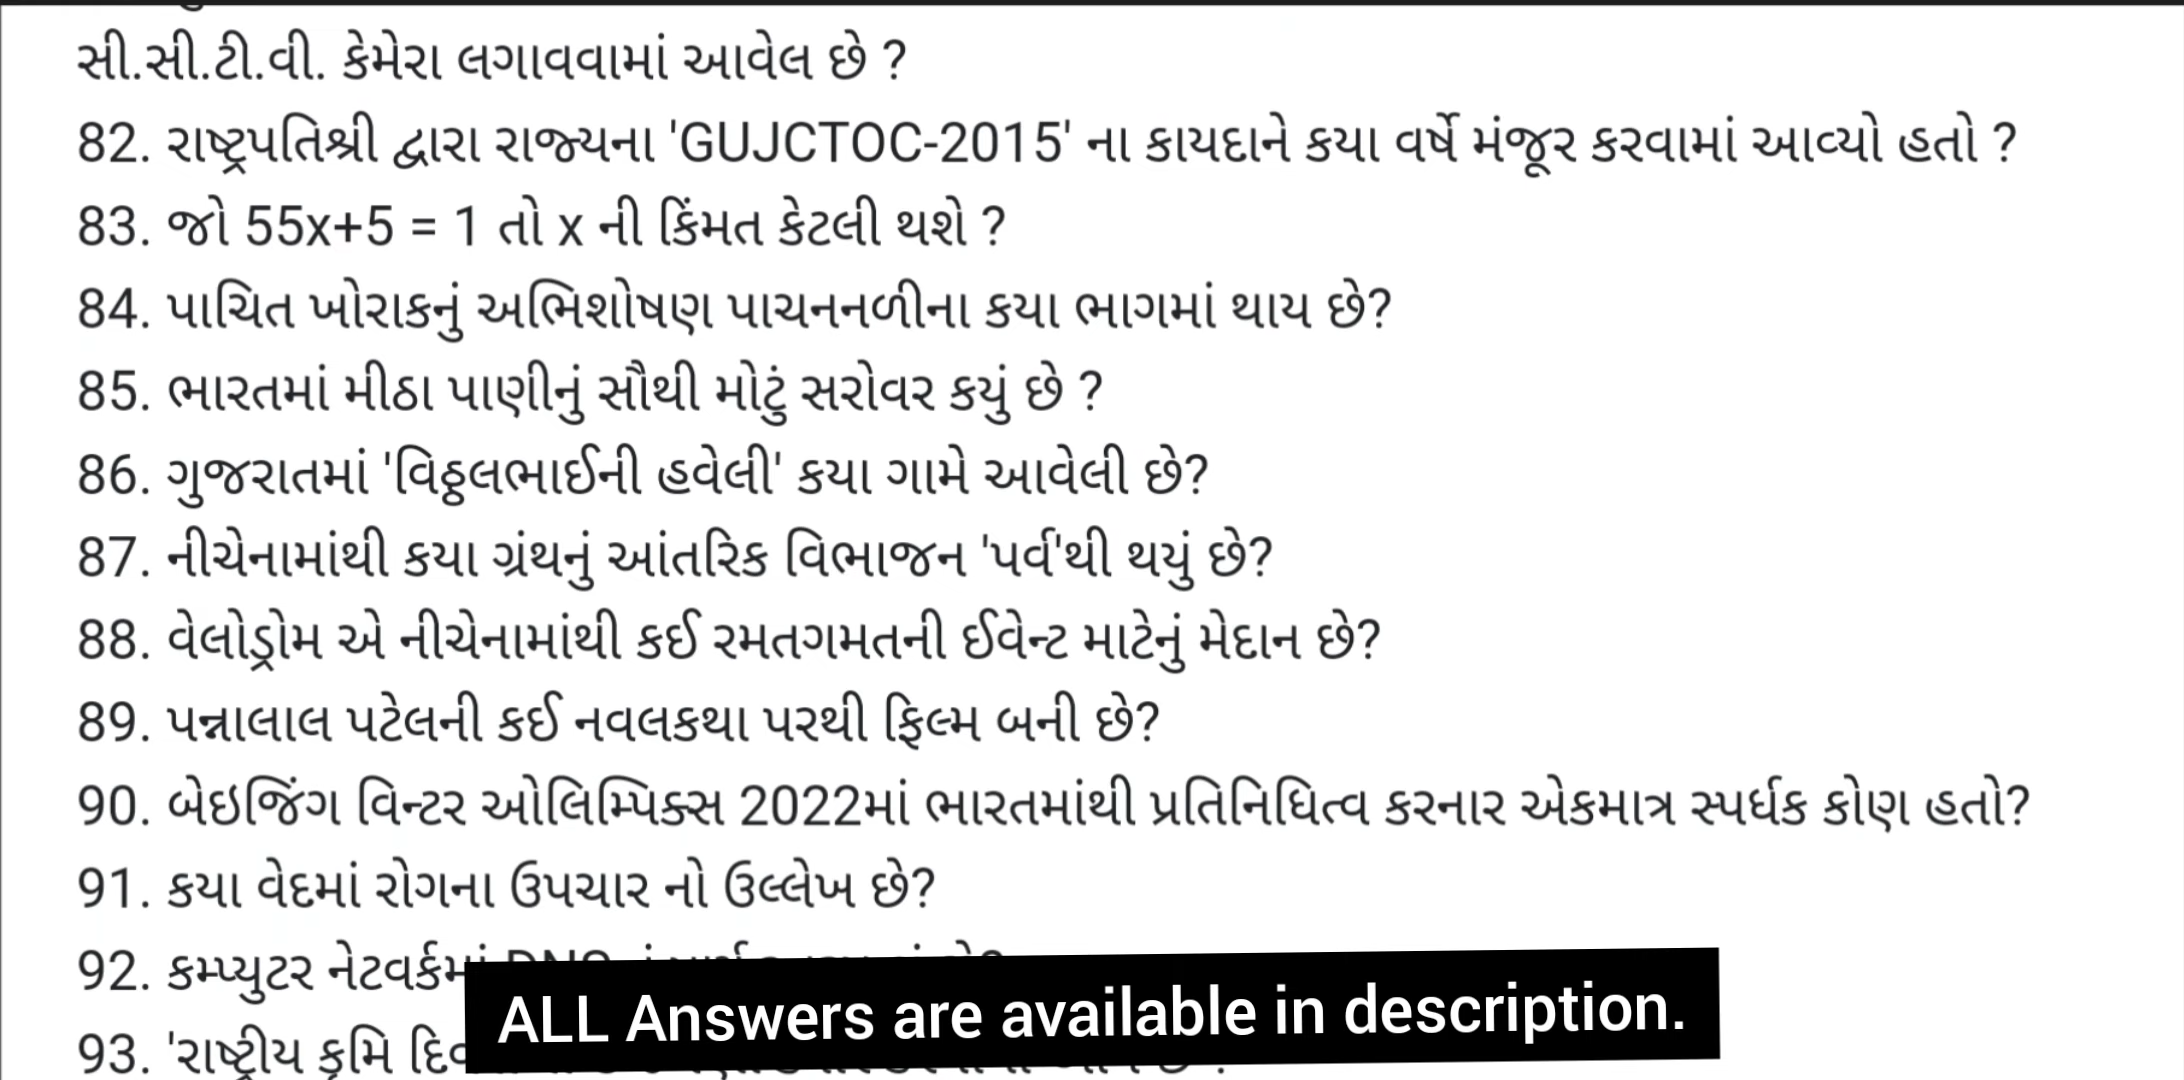 સી.સી.ટી.વી. કેમેરા લગાવવામાં આવેલ છે ?
82. રાષ્ટ્રપતિશ્રી દ્વારા રાજ્યના 'GUJCTOC-2015' ના કાયદાને કયા વર્ષે મંજૂર કરવામાં આવ્યો હતો ?
83. જો 55x+5 = 1 તો x ની કિંમત કેટલી થશે ?
84. પાચિત ખોરાકનું અભિશોષણ પાચનનળીના કયા ભાગમાં થાય છે?
85. ભારતમાં મીઠા પાણીનું સૌથી મોટું સરોવર કયું છે ?
86. ગુજરાતમાં 'વિઠ્ઠલભાઈની હવેલી' કયા ગામે આવેલી છે?
87. નીચેનામાંથી કયા ગ્રંથનું આંતરિક વિભાજન 'પર્વ'થી થયું છે?
88. વેલોડ્રોમ એ નીચેનામાંથી કઈ રમતગમતની ઈવેન્ટ માટેનું મેદાન છે?
89. પન્નાલાલ પટેલની કઈ નવલકથા પરથી ફિલ્મ બની છે?
90. બેઇજિંગ વિન્ટર ઓલિમ્પિક્સ 2022માં ભારતમાંથી પ્રતિનિધિત્વ કરનાર એકમાત્ર સ્પર્ધક કોણ હતો?
91. કયા વેદમાં રોગના ઉપચાર નો ઉલ્લેખ છે?
92. કમ્પ્યુટર નેટવર્કમાં
93. 'રાષ્ટ્રીય કૃમિ
ALL Answers are available in description.